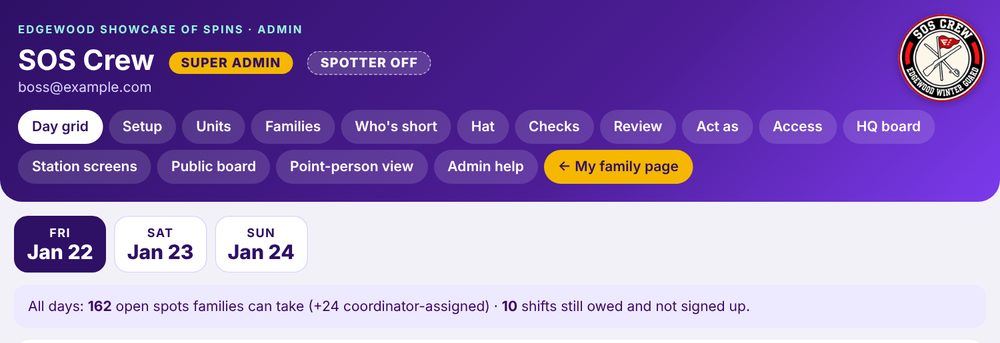 EDGEWOOD SHOWCASE OF SPINS · ADMIN
SOS Crew SUPER ADMIN SPOTTER OFF
boss@example.com
SOS CREW
EDGEWOOD WINTER GUARD
Day grid Setup Units Families Who's short Hat Checks Review Act as Access HQ board
Station screens Public board Point-person view Admin help ← My family page
FRI SAT SUN
Jan 22 Jan 23 Jan 24
All days: 162 open spots families can take (+24 coordinator-assigned) · 10 shifts still owed and not signed up.